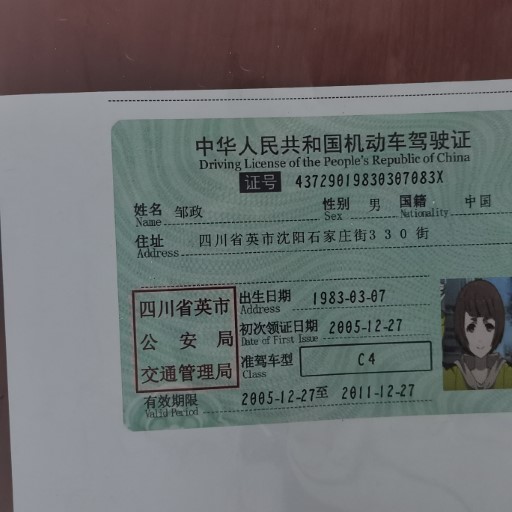 中华人民共和国机动车驾驶证
Driving License of the People's Republic of China
证号 43729019830307083X
姓名 邹政 性别 男 国籍 中国
Name Sex Nationality
住址 四川省英市沈阳石家庄街330街
Address
四川省英市
公安局
交通管理局
出生日期 1983-03-07
Address
初次领证日期 2005-12-27
Date of First Issue
准驾车型 C4
Class
有效期限 2005-12-27至 2011-12-27
Valid Period